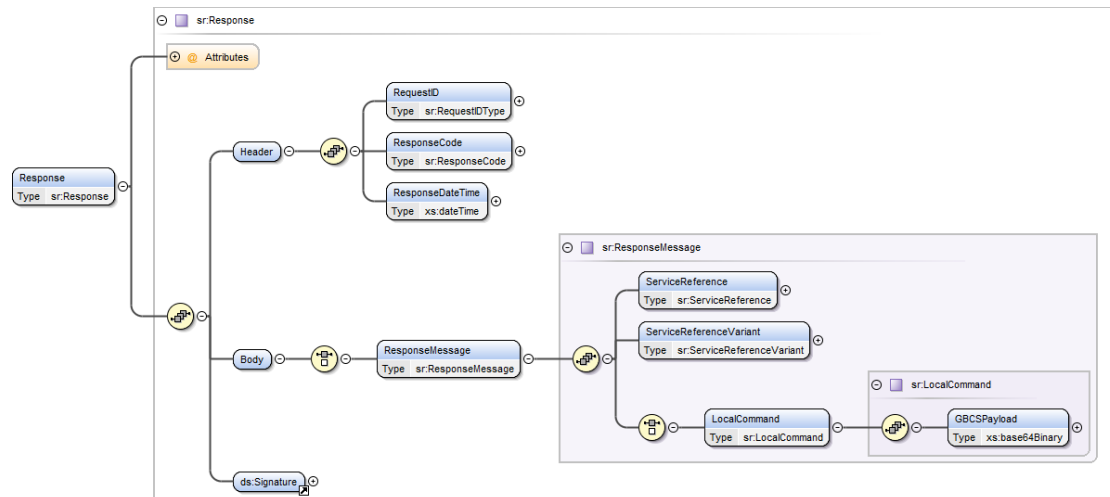 sr:Response
@ Attributes
RequestID
Type sr:RequestIDType
Header
ResponseCode
Type sr:ResponseCode
Response
Type sr:Response
ResponseDateTime
Type xs:dateTime
sr:ResponseMessage
ServiceReference
Type sr:ServiceReference
ServiceReferenceVariant
Type sr:ServiceReferenceVariant
Body
ResponseMessage
Type sr:ResponseMessage
sr:LocalCommand
LocalCommand
Type sr:LocalCommand
GBCSPayload
Type xs:base64Binary
ds:Signature